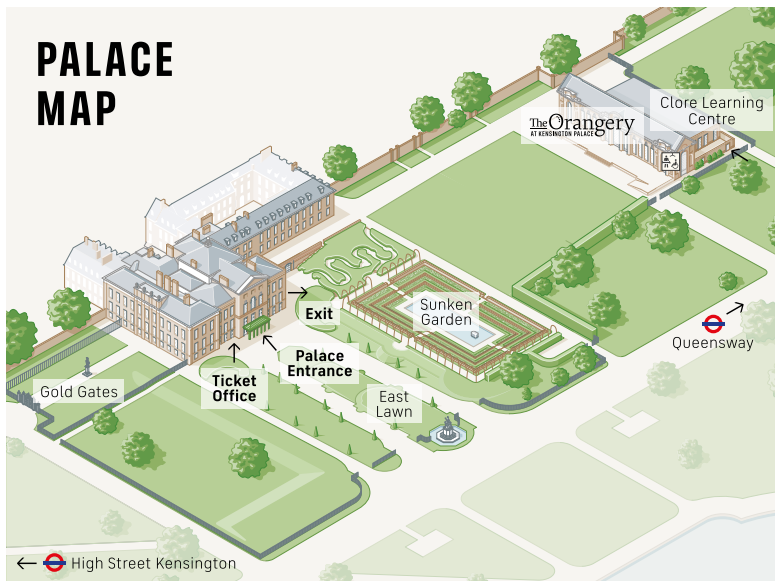 PALACE
MAP
Clore Learning
Centre
The Orangery
AT KENSINGTON PALACE
Exit
Sunken
Garden
Queensway
Palace
Entrance
Ticket
Office
Gold Gates
East
Lawn
High Street Kensington